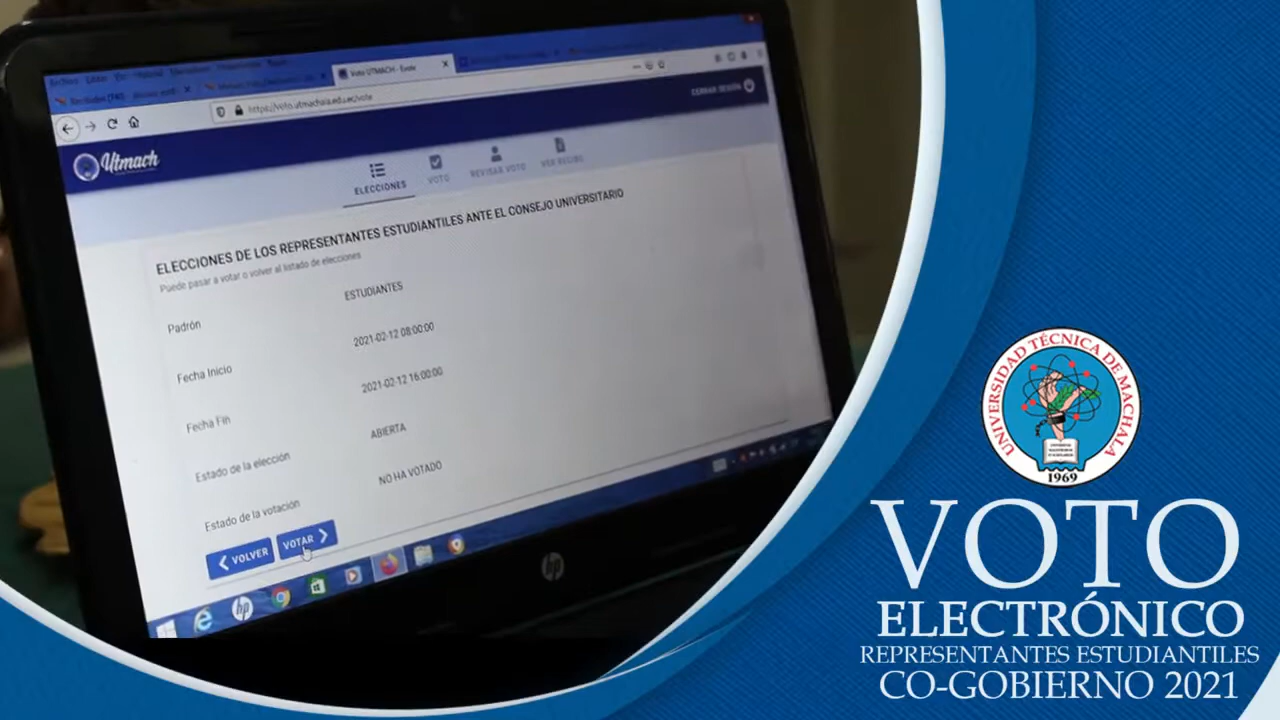 Voto UTMACH - Evote
https://voto.utmachala.edu.ec/vote
CERRAR SESIÓN
Utmach
ELECCIONES
VOTO
REVISAR VOTO
VER RECIBO
ELECCIONES DE LOS REPRESENTANTES ESTUDIANTILES ANTE EL CONSEJO UNIVERSITARIO
Puede pasar a votar o volver al listado de elecciones
Padrón ESTUDIANTES
Fecha Inicio 2021-02-12 08:00:00
Fecha Fin 2021-02-12 16:00:00
Estado de la elección ABIERTA
Estado de la votación NO HA VOTADO
VOLVER
VOTAR
hp
hp
UNIVERSIDAD TÉCNICA DE MACHALA
1969
VOTO
ELECTRÓNICO
REPRESENTANTES ESTUDIANTILES
CO-GOBIERNO 2021